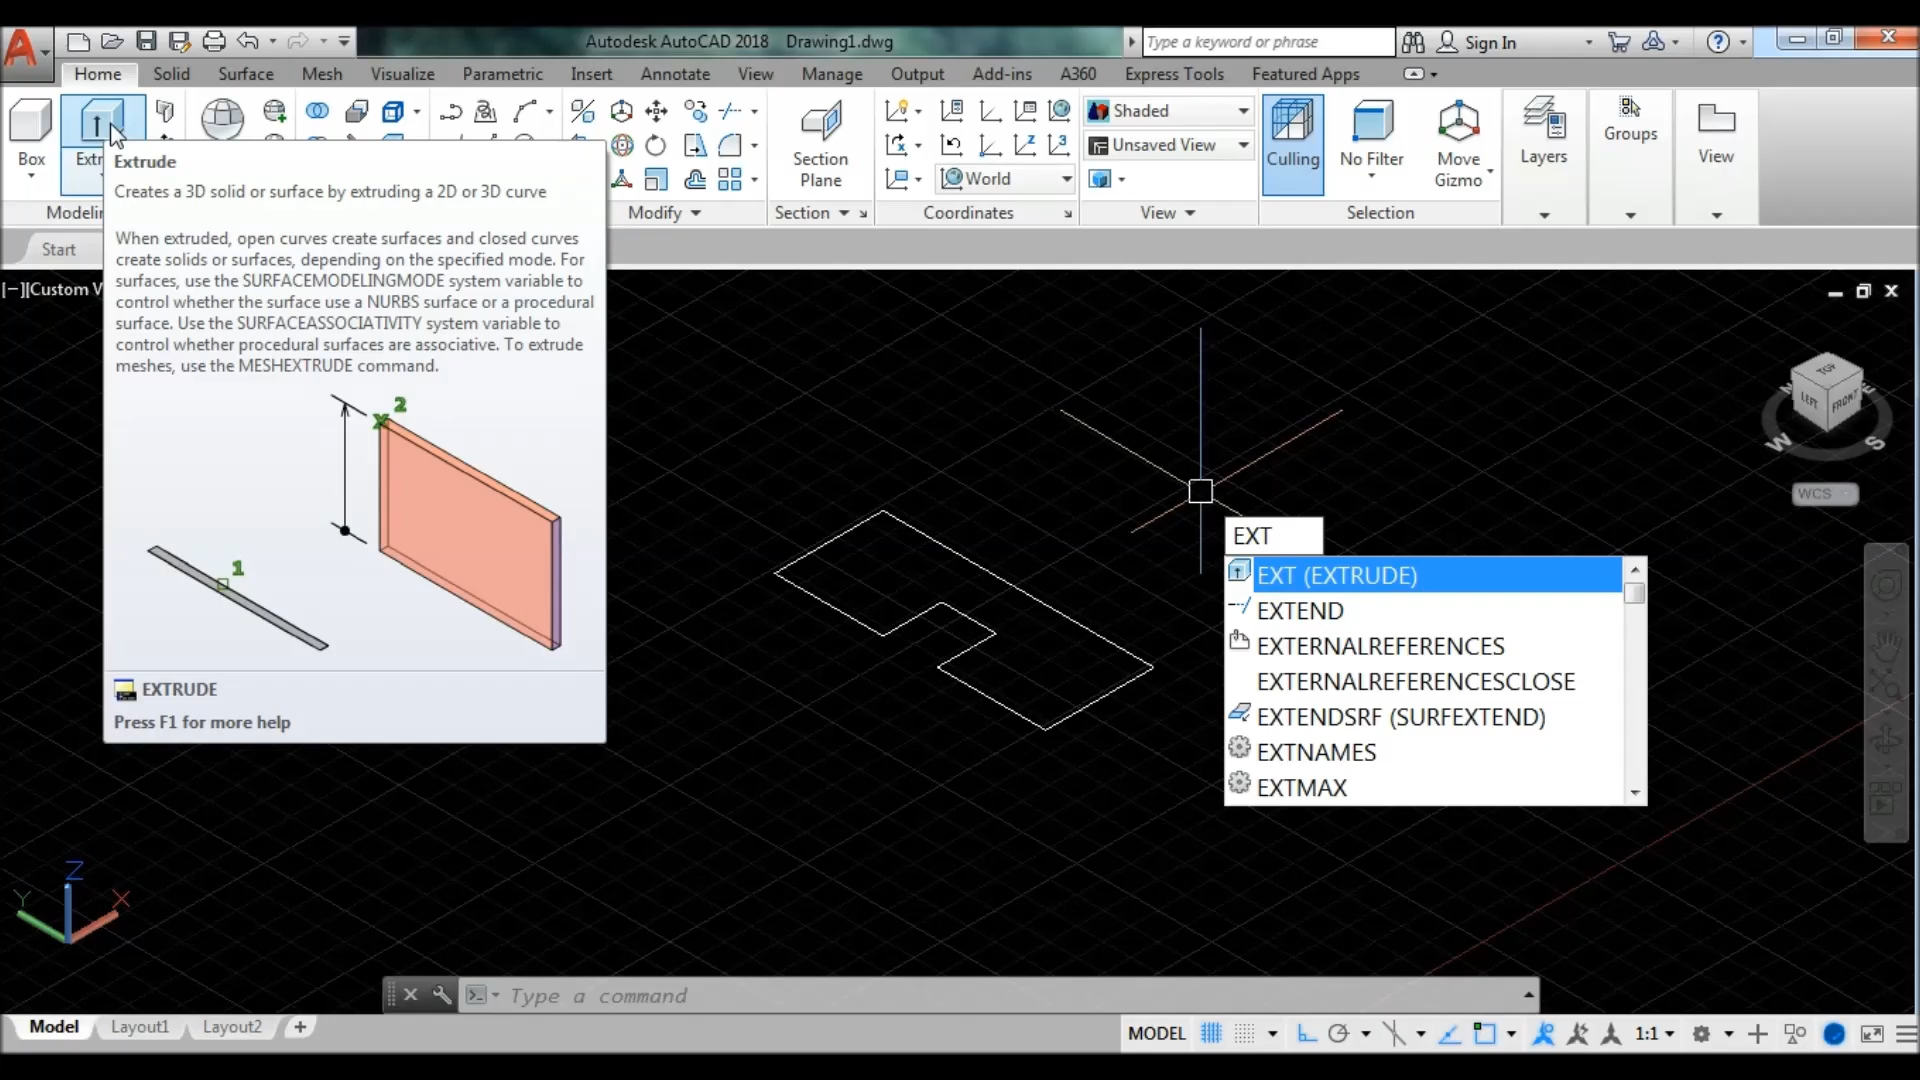 Autodesk AutoCAD 2018 Drawing1.dwg
Type a keyword or phrase
Sign In
Home Solid Surface Mesh Visualize Parametric Insert Annotate View Manage Output Add-ins A360 Express Tools Featured Apps
Box
Section
Plane
World
Shaded
Unsaved View
Culling
No Filter
Move
Gizmo
Layers
Groups
View
Modify
Section
Coordinates
View
Selection
Start
Extrude
Creates a 3D solid or surface by extruding a 2D or 3D curve
When extruded, open curves create surfaces and closed curves
create solids or surfaces, depending on the specified mode. For
surfaces, use the SURFACEMODELINGMODE system variable to
control whether the surface use a NURBS surface or a procedural
surface. Use the SURFACEASSOCIATIVITY system variable to
control whether procedural surfaces are associative. To extrude
meshes, use the MESHEXTRUDE command.
2
1
EXTRUDE
Press F1 for more help
[−][Custom V
TOP
LEFT
FRONT
N
E
W
S
WCS
EXT
EXT (EXTRUDE)
EXTEND
EXTERNALREFERENCES
EXTERNALREFERENCESCLOSE
EXTENDSRF (SURFEXTEND)
EXTNAMES
EXTMAX
Z
Y
X
Type a command
Model Layout1 Layout2 +
MODEL
1:1